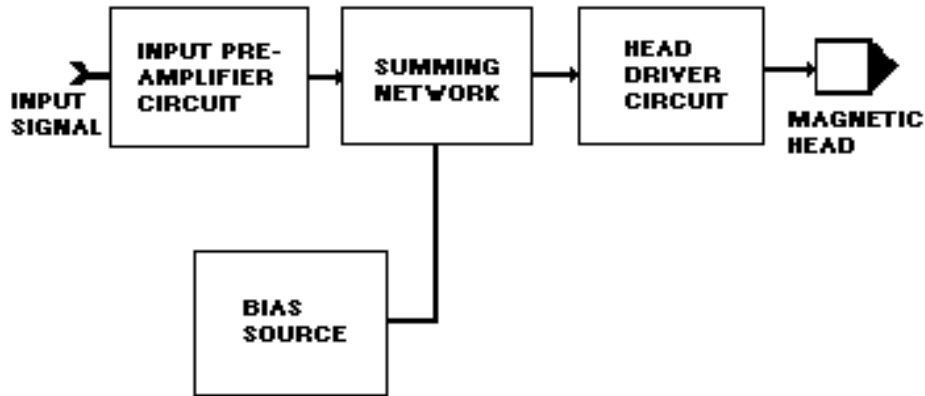 INPUT SIGNAL
INPUT PRE-
AMPLIFIER
CIRCUIT
SUMMING
NETWORK
HEAD
DRIVER
CIRCUIT
MAGNETIC
HEAD
BIAS
SOURCE